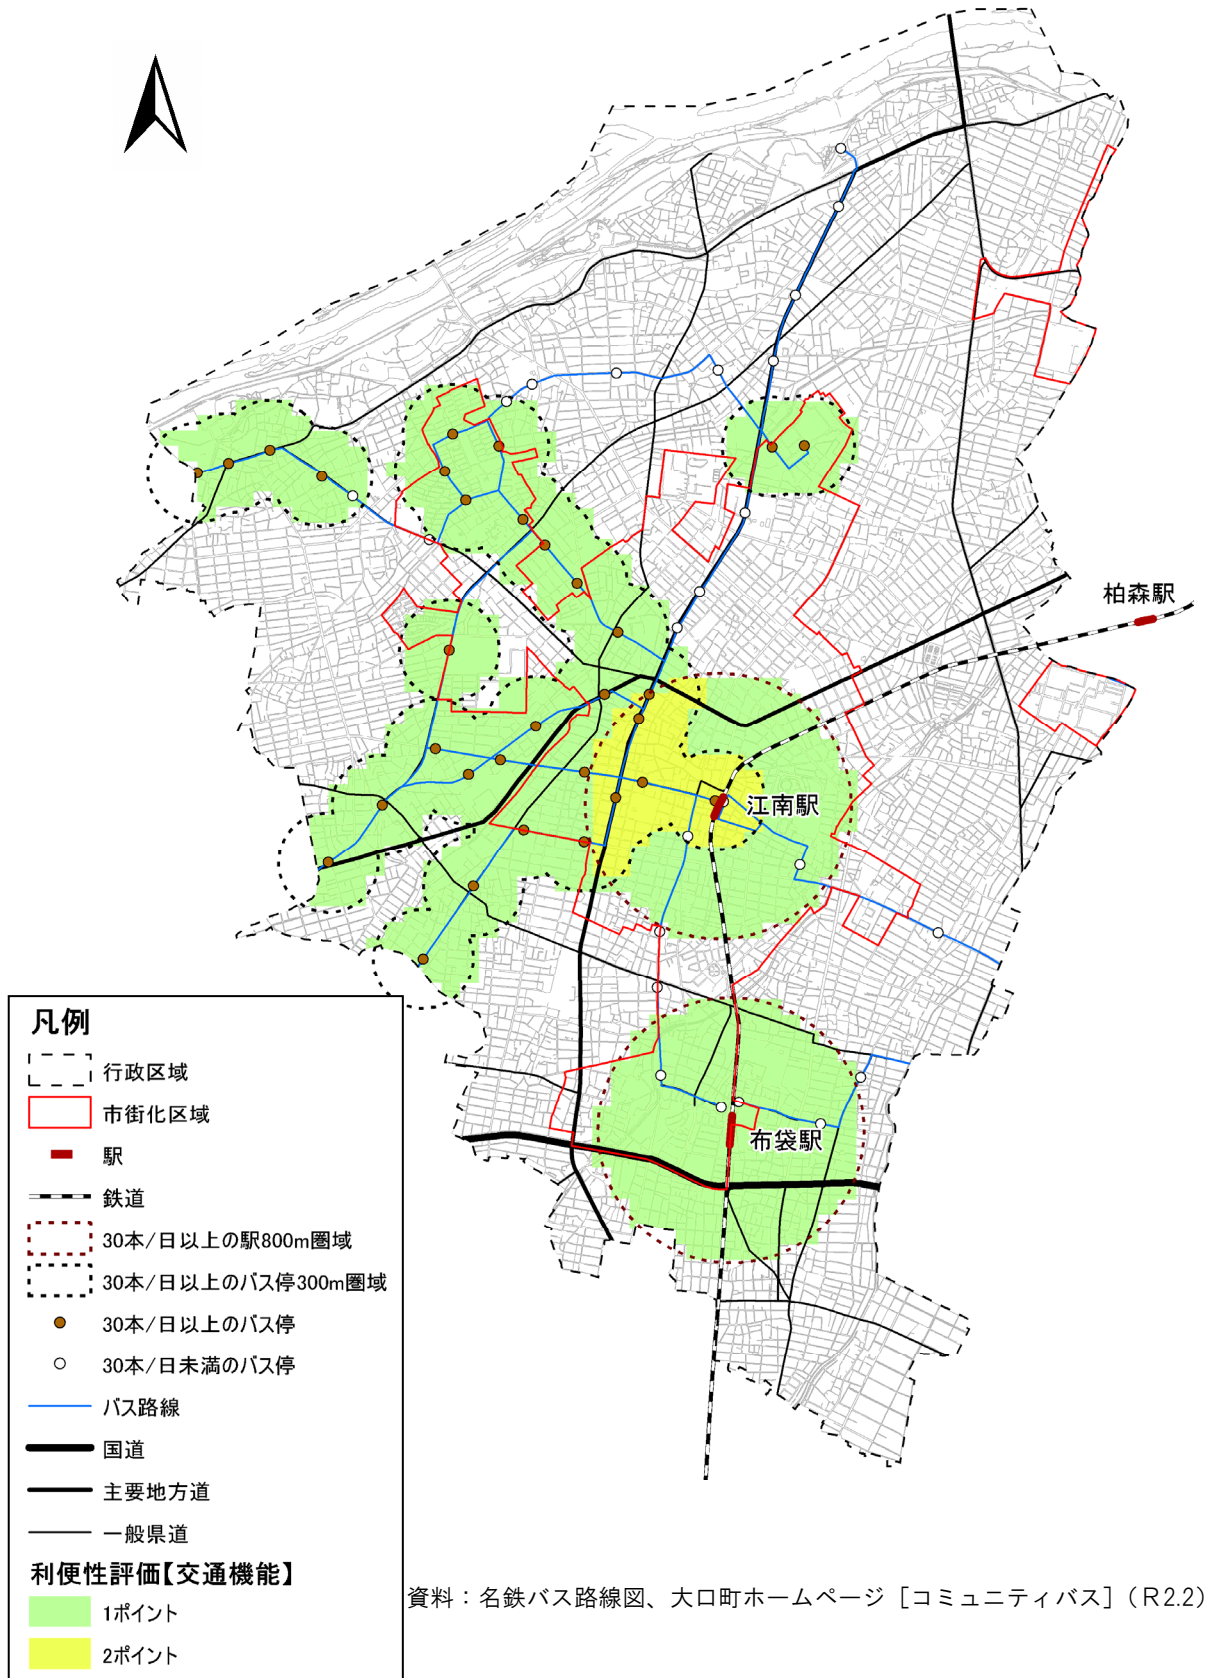 柏森駅
江南駅
布袋駅
凡例
行政区域
市街化区域
駅
鉄道
30本/日以上の駅800m圏域
30本/日以上のバス停300m圏域
30本/日以上のバス停
30本/日未満のバス停
バス路線
国道
主要地方道
一般県道
利便性評価【交通機能】
1ポイント
2ポイント
資料：名鉄バス路線図、大口町ホームページ［コミュニティバス］（R2.2）